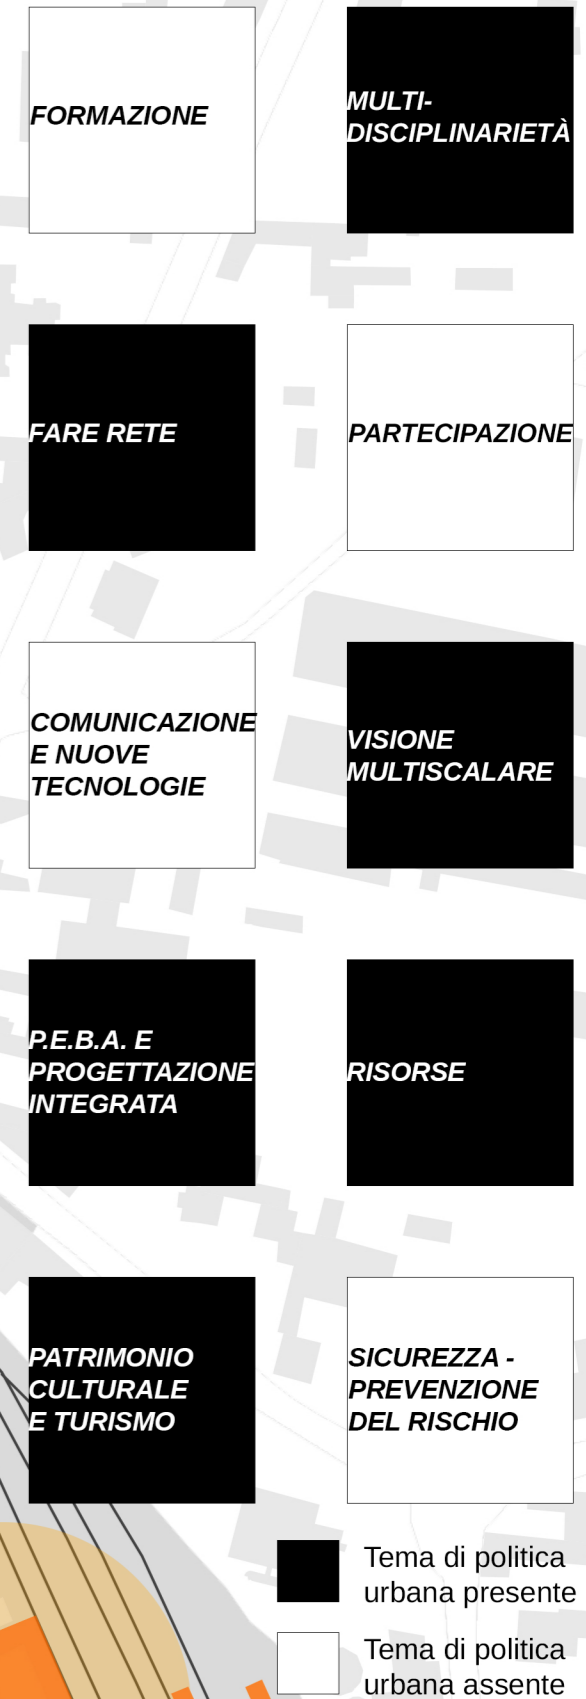 FORMAZIONE
MULTI-
DISCIPLINARIETÀ
FARE RETE
PARTECIPAZIONE
COMUNICAZIONE
E NUOVE
TECNOLOGIE
VISIONE
MULTISCALARE
P.E.B.A. E
PROGETTAZIONE
INTEGRATA
RISORSE
PATRIMONIO
CULTURALE
E TURISMO
SICUREZZA -
PREVENZIONE
DEL RISCHIO
Tema di politica
urbana presente
Tema di politica
urbana assente